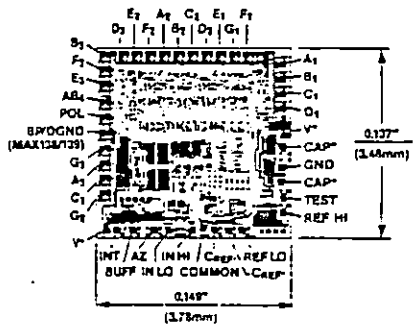 E2 A2 C2 E1
D3 F2 B2 D2 G1 F1
B3
F3
E3
AB4
POL
BP/DGND
(MAX138/139)
G3
A3
C3
G2
V-
A1
B1
C1
D1
V+
CAP+
GND
CAP-
TEST
REF HI
INT AZ IN HI CREF+ REF LO
BUFF IN LO COMMON CREF-
0.137"
(3.48mm)
0.149"
(3.78mm)